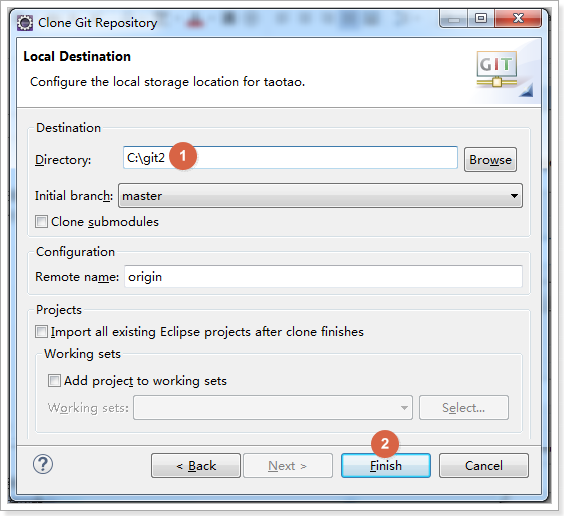 Clone Git Repository
Local Destination
Configure the local storage location for taotao.
GIT
Destination
Directory: C:\git2 1 Browse
Initial branch: master
Clone submodules
Configuration
Remote name: origin
Projects
Import all existing Eclipse projects after clone finishes
Working sets
Add project to working sets
Working sets: Select...
2
? < Back Next > Finish Cancel